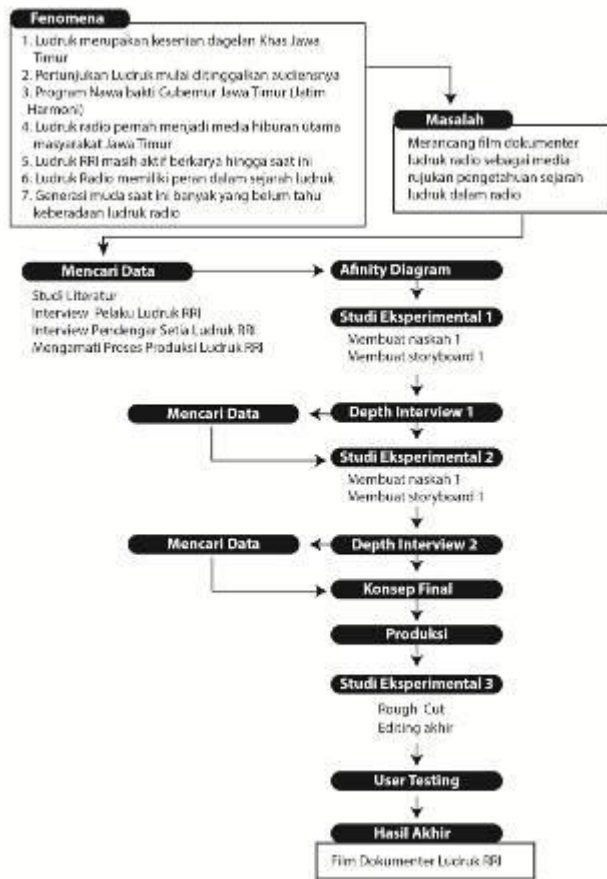 Fenomena
1. Ludruk merupakan kesenian dagelan Khas Jawa
Timur
2. Pertunjukan Ludruk mulai ditinggalkan audiensnya
3. Program Nawa bakti Gubernur Jawa Timur (Jatim
Harmoni)
4. Ludruk radio pernah menjadi media hiburan utama
masyarakat Jawa Timur
5. Ludruk RRI masih aktif berkarya hingga saat ini
6. Ludruk Radio memiliki peran dalam sejarah ludruk
7. Generasi muda saat ini banyak yang belum tahu
keberadaan ludruk radio
Masalah
Merancang film dokumenter
ludruk radio sebagai media
rujukan pengetahuan sejarah
ludruk dalam radio
Mencari Data
Studi Literatur
Interview Pelaku Ludruk RRI
Interview Pendengar Setia Ludruk RRI
Mengamati Proses Produksi Ludruk RRI
Afinity Diagram
Studi Eksperimental 1
Membuat naskah 1
Membuat storyboard 1
Mencari Data
Depth Interview 1
Studi Eksperimental 2
Membuat naskah 1
Membuat storyboard 1
Mencari Data
Depth Interview 2
Konsep Final
Produksi
Studi Eksperimental 3
Rough Cut
Editing akhir
User Testing
Hasil Akhir
Film Dokumenter Ludruk RRI